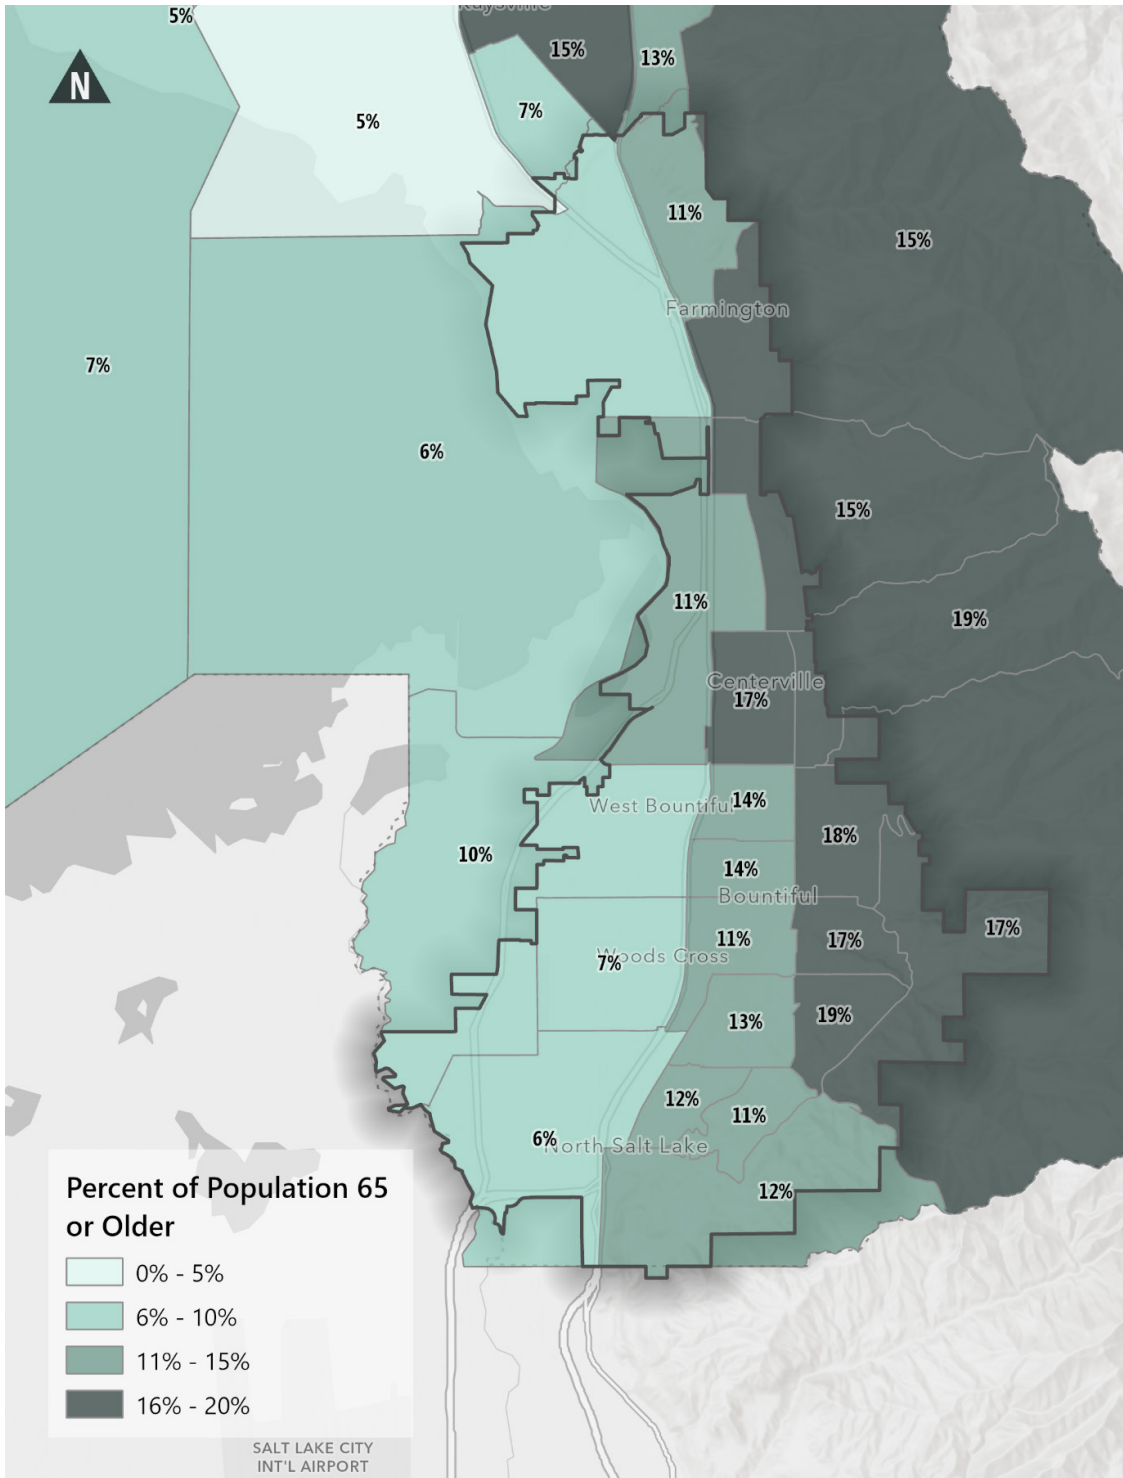 Kaysville
5%
15%
13%
N
5%
7%
11%
15%
Farmington
7%
6%
15%
11%
19%
Centerville
17%
West Bountiful
14%
18%
10%
14%
Bountiful
11%
17%
17%
Woods Cross
7%
13%
19%
12%
11%
6%
North Salt Lake
12%
Percent of Population 65
or Older
0% - 5%
6% - 10%
11% - 15%
16% - 20%
SALT LAKE CITY
INT'L AIRPORT